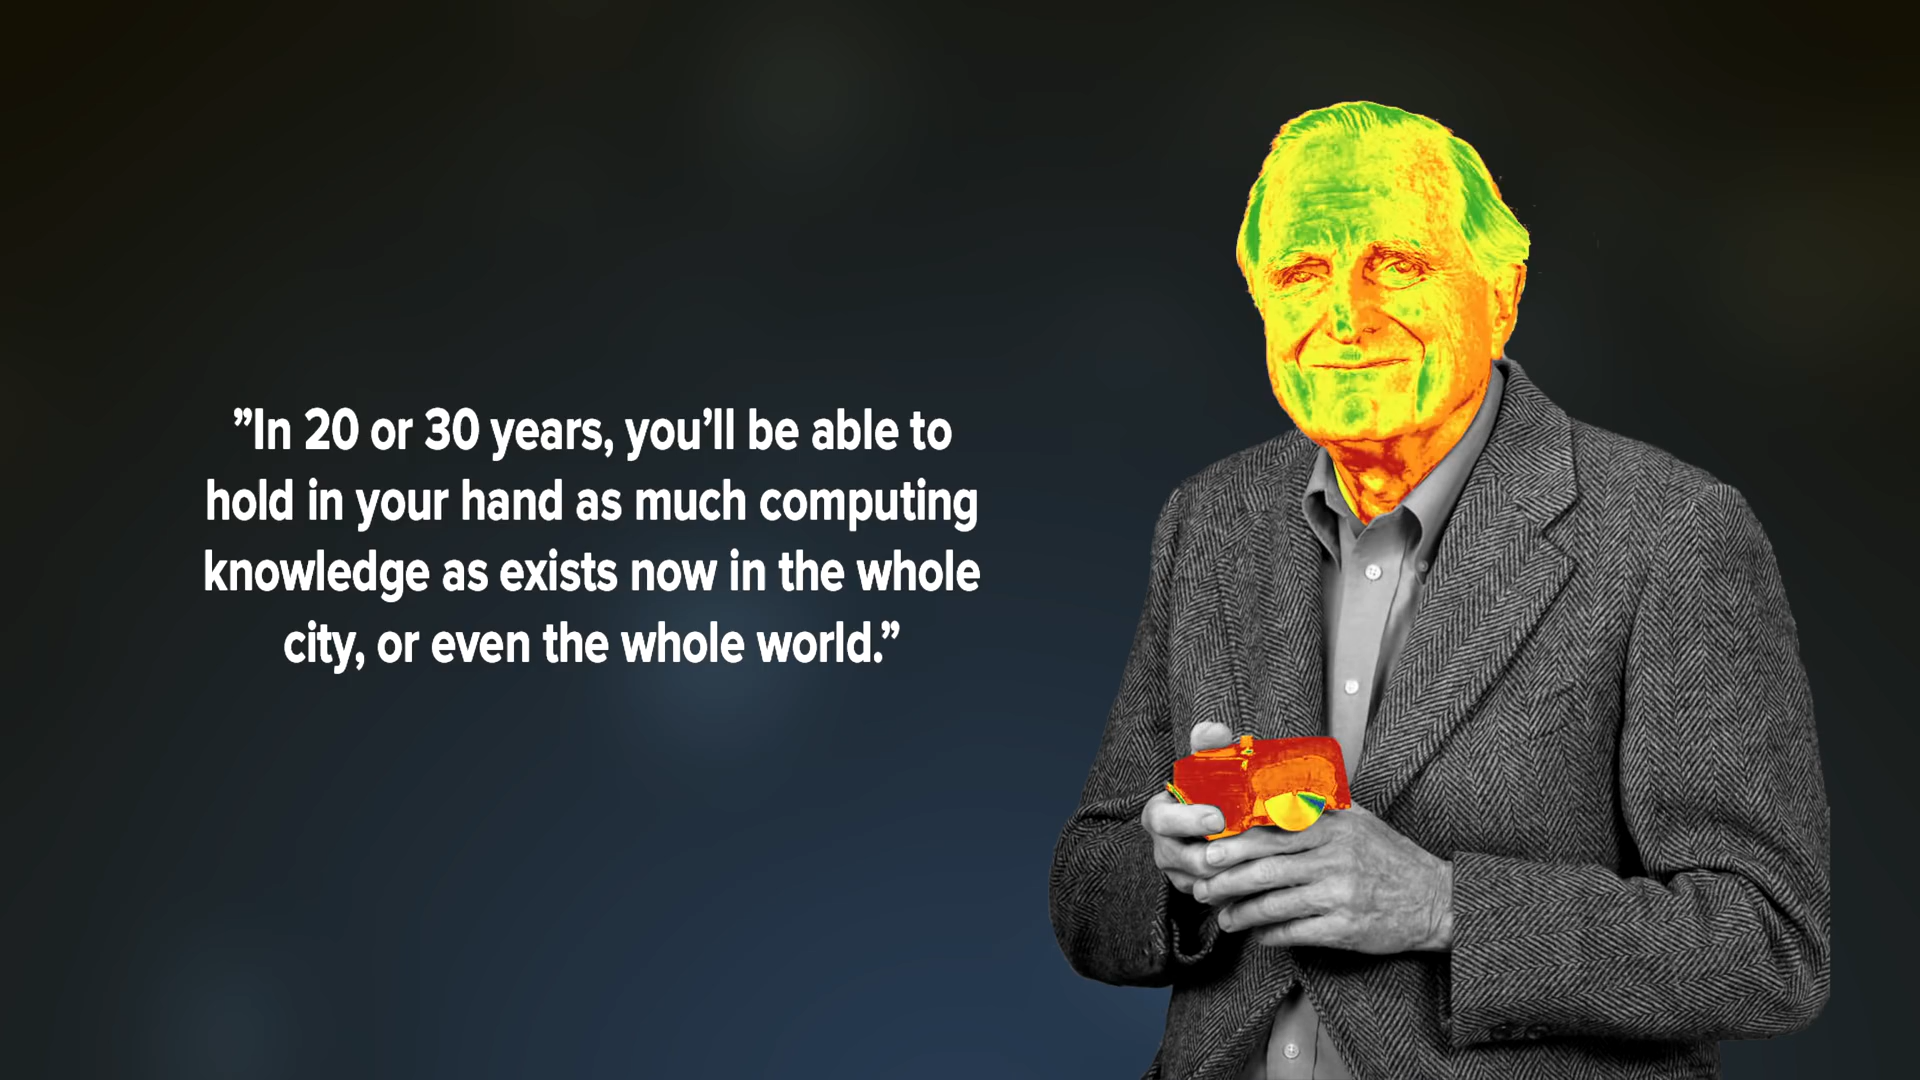 ”In 20 or 30 years, you’ll be able to
hold in your hand as much computing
knowledge as exists now in the whole
city, or even the whole world.”